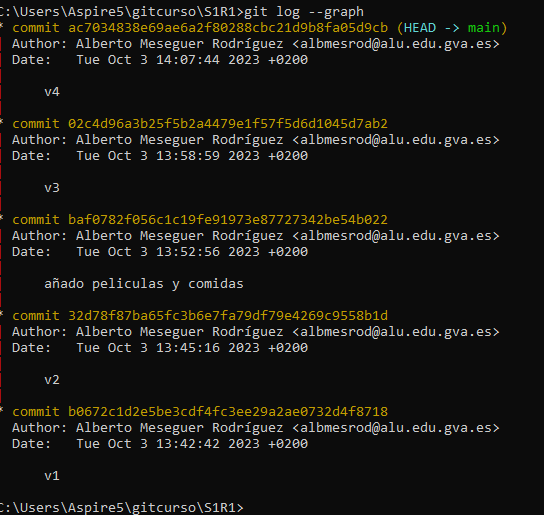 C:\Users\Aspire5\gitcurso\S1R1>git log --graph
* commit ac7034838e69ae6a2f80288cbc21d9b8fa05d9cb (HEAD -> main)
| Author: Alberto Meseguer Rodríguez <albmesrod@alu.edu.gva.es>
| Date:   Tue Oct 3 14:07:44 2023 +0200
|
|     v4
|
* commit 02c4d96a3b25f5b2a4479e1f57f5d6d1045d7ab2
| Author: Alberto Meseguer Rodríguez <albmesrod@alu.edu.gva.es>
| Date:   Tue Oct 3 13:58:59 2023 +0200
|
|     v3
|
* commit baf0782f056c1c19fe91973e87727342be54b022
| Author: Alberto Meseguer Rodríguez <albmesrod@alu.edu.gva.es>
| Date:   Tue Oct 3 13:52:56 2023 +0200
|
|     añado peliculas y comidas
|
* commit 32d78f87ba65fc3b6e7fa79df79e4269c9558b1d
| Author: Alberto Meseguer Rodríguez <albmesrod@alu.edu.gva.es>
| Date:   Tue Oct 3 13:45:16 2023 +0200
|
|     v2
|
* commit b0672c1d2e5be3cdf4fc3ee29a2ae0732d4f8718
  Author: Alberto Meseguer Rodríguez <albmesrod@alu.edu.gva.es>
  Date:   Tue Oct 3 13:42:42 2023 +0200

      v1

C:\Users\Aspire5\gitcurso\S1R1>